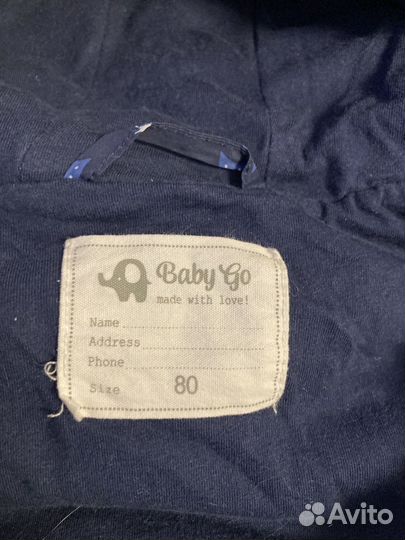 Baby Go
made with love!
Name
Address
Phone
Size 80
Avito